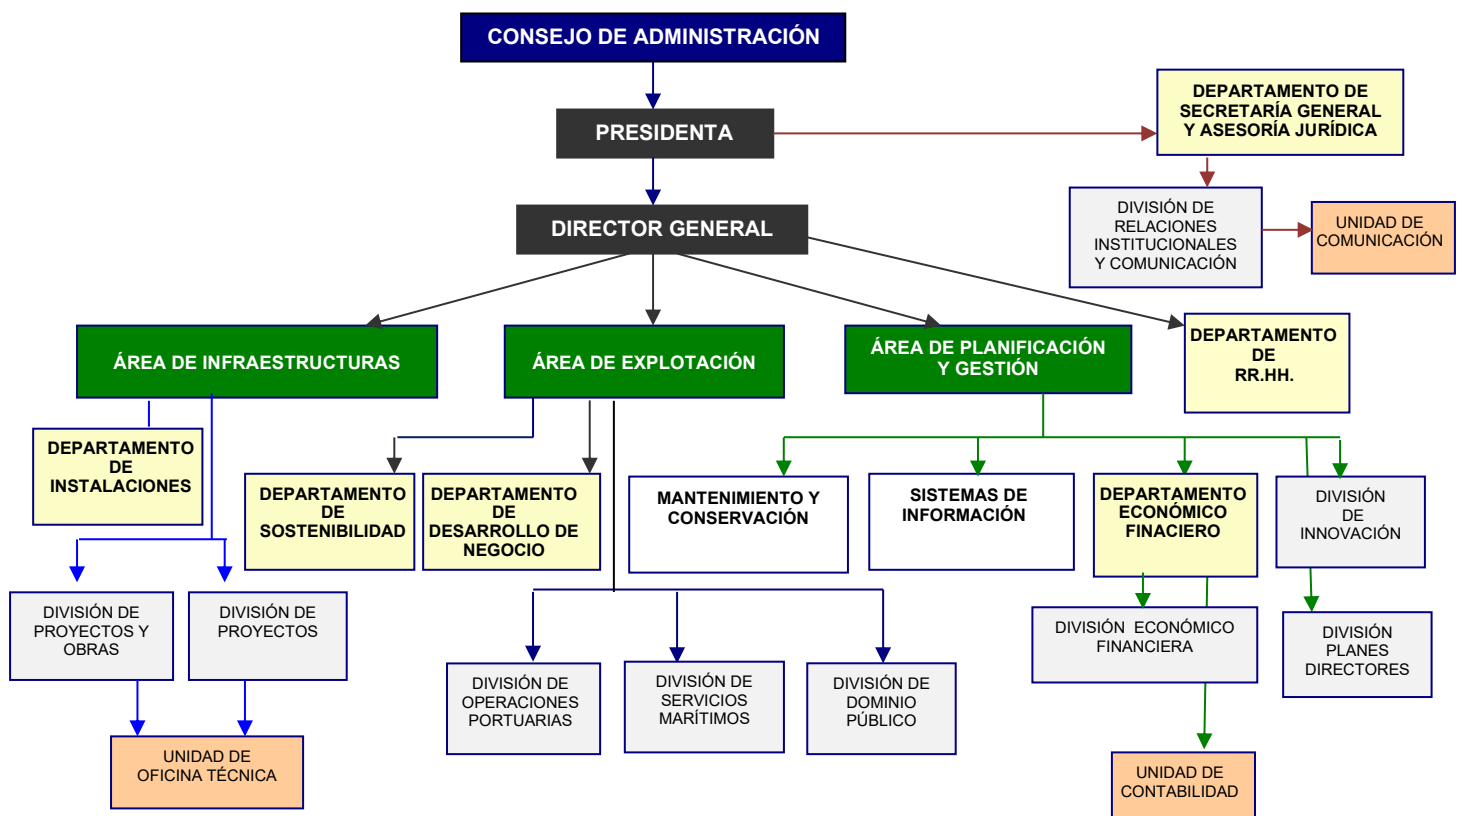 CONSEJO DE ADMINISTRACIÓN
PRESIDENTA
DEPARTAMENTO DE
SECRETARÍA GENERAL
Y ASESORÍA JURÍDICA
DIRECTOR GENERAL
DIVISIÓN DE
RELACIONES
INSTITUCIONALES
Y COMUNICACIÓN
UNIDAD DE
COMUNICACIÓN
ÁREA DE INFRAESTRUCTURAS
ÁREA DE EXPLOTACIÓN
ÁREA DE PLANIFICACIÓN
Y GESTIÓN
DEPARTAMENTO
DE
RR.HH.
DEPARTAMENTO
DE
INSTALACIONES
DEPARTAMENTO
DE
SOSTENIBILIDAD
DEPARTAMENTO
DE
DESARROLLO DE
NEGOCIO
MANTENIMIENTO Y
CONSERVACIÓN
SISTEMAS DE
INFORMACIÓN
DEPARTAMENTO
ECONÓMICO
FINACIERO
DIVISIÓN
DE
INNOVACIÓN
DIVISIÓN DE
PROYECTOS Y
OBRAS
DIVISIÓN DE
PROYECTOS
DIVISIÓN ECONÓMICO
FINANCIERA
DIVISIÓN
PLANES
DIRECTORES
DIVISIÓN DE
OPERACIONES
PORTUARIAS
DIVISIÓN DE
SERVICIOS
MARÍTIMOS
DIVISIÓN DE
DOMINIO
PÚBLICO
UNIDAD DE
OFICINA TÉCNICA
UNIDAD DE
CONTABILIDAD